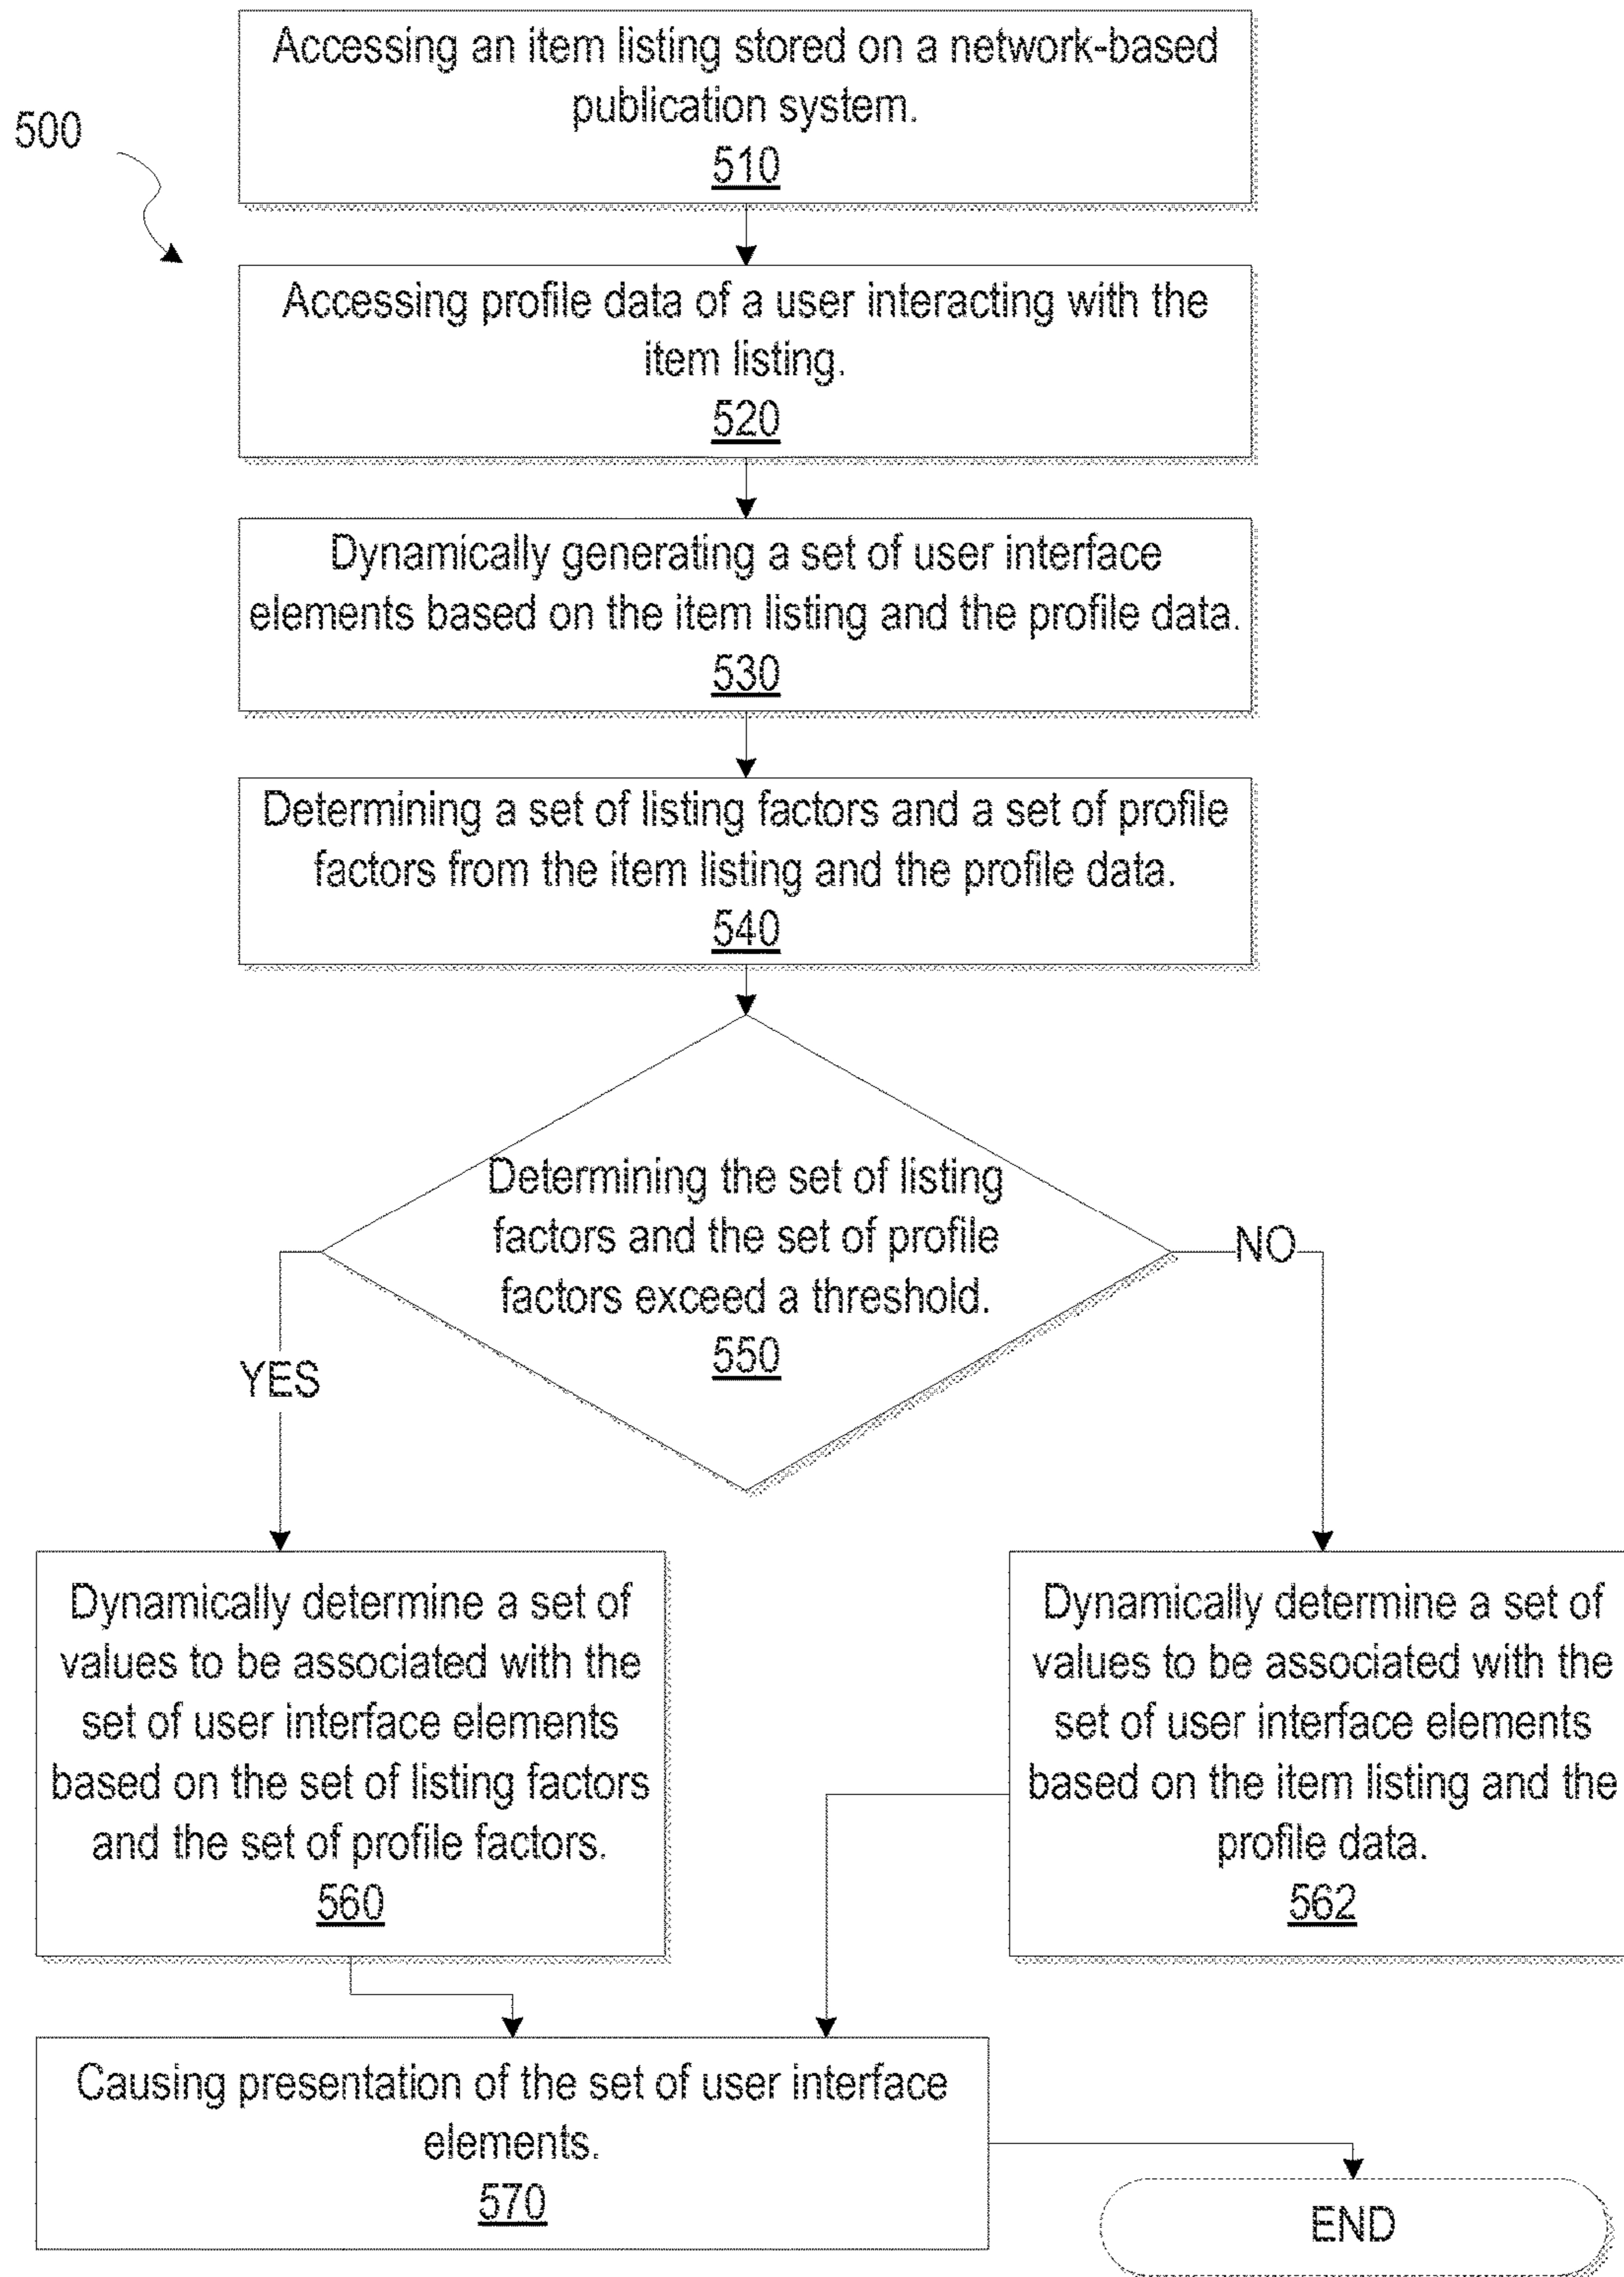 Accessing an item listing stored on a network-based
publication system.
510
500
Accessing profile data of a user interacting with the
item listing.
520
Dynamically generating a set of user interface
elements based on the item listing and the profile data.
530
Determining a set of listing factors and a set of profile
factors from the item listing and the profile data.
540
Determining the set of listing
factors and the set of profile
factors exceed a threshold.
550
NO
YES
Dynamically determine a set of
values to be associated with the
set of user interface elements
based on the set of listing factors
and the set of profile factors.
560
Dynamically determine a set of
values to be associated with the
set of user interface elements
based on the item listing and the
profile data.
562
Causing presentation of the set of user interface
elements.
570
END